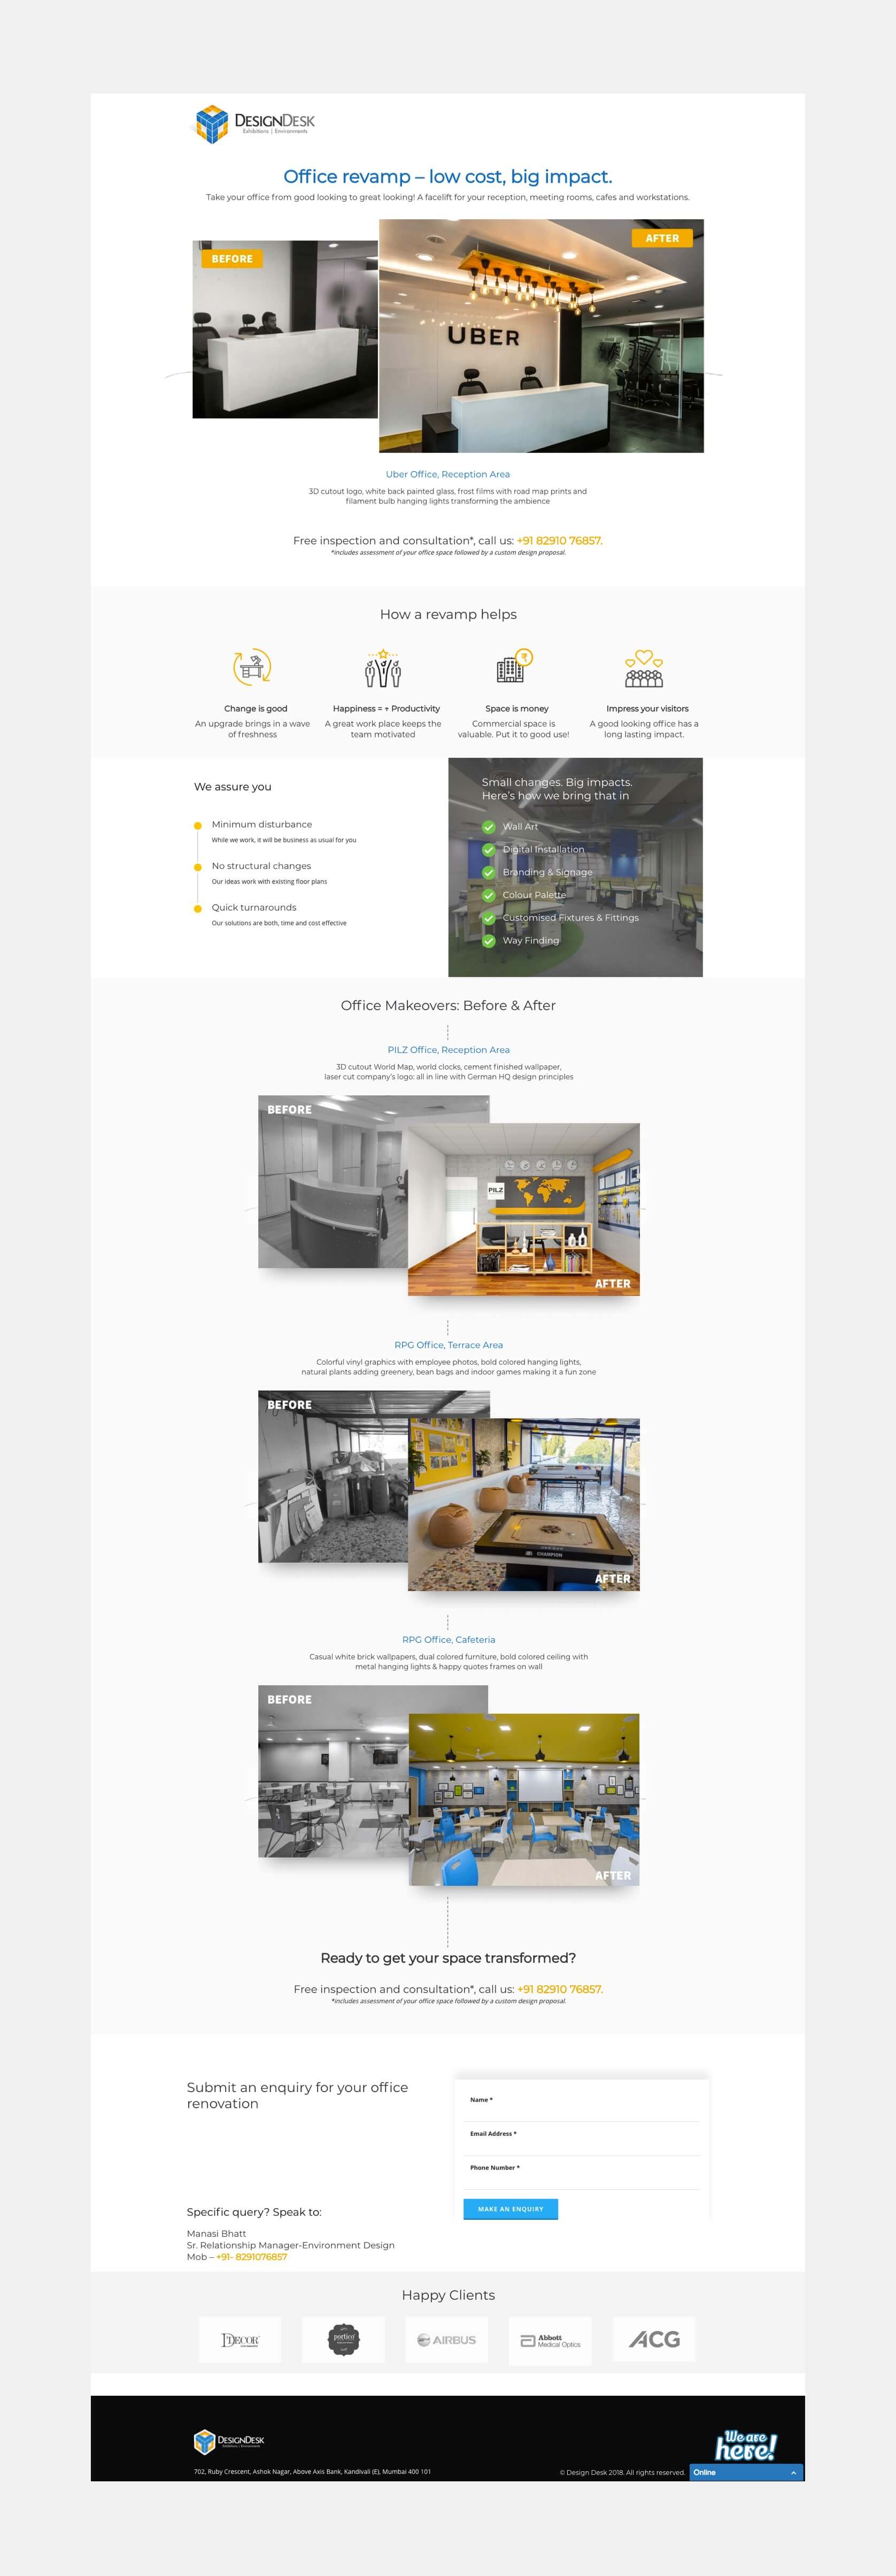 DESIGNDESK
Exhibitions | Environments
Office revamp – low cost, big impact.
Take your office from good looking to great looking! A facelift for your reception, meeting rooms, cafes and workstations.
BEFORE
AFTER
UBER
Uber Office, Reception Area
3D cutout logo, white back painted glass, frost films with road map prints and
filament bulb hanging lights transforming the ambience
Free inspection and consultation*, call us: +91 82910 76857.
*includes assessment of your office space followed by a custom design proposal.
How a revamp helps
Change is good
An upgrade brings in a wave
of freshness
Happiness = ↑ Productivity
A great work place keeps the
team motivated
₹
Space is money
Commercial space is
valuable. Put it to good use!
Impress your visitors
A good looking office has a
long lasting impact.
We assure you
Minimum disturbance
While we work, it will be business as usual for you
No structural changes
Our ideas work with existing floor plans
Quick turnarounds
Our solutions are both, time and cost effective
Small changes. Big impacts.
Here's how we bring that in
Wall Art
Digital Installation
Branding & Signage
Colour Palette
Customised Fixtures & Fittings
Way Finding
Office Makeovers: Before & After
PILZ Office, Reception Area
3D cutout World Map, world clocks, cement finished wallpaper,
laser cut company's logo: all in line with German HQ design principles
BEFORE
PILZ
AFTER
RPG Office, Terrace Area
Colorful vinyl graphics with employee photos, bold colored hanging lights,
natural plants adding greenery, bean bags and indoor games making it a fun zone
BEFORE
CHAMPION
AFTER
RPG Office, Cafeteria
Casual white brick wallpapers, dual colored furniture, bold colored ceiling with
metal hanging lights & happy quotes frames on wall
BEFORE
AFTER
Ready to get your space transformed?
Free inspection and consultation*, call us: +91 82910 76857.
*includes assessment of your office space followed by a custom design proposal.
Submit an enquiry for your office
renovation
Name *
Email Address *
Phone Number *
MAKE AN ENQUIRY
Specific query? Speak to:
Manasi Bhatt
Sr. Relationship Manager-Environment Design
Mob – +91- 8291076857
Happy Clients
D'DECOR
portico
AIRBUS
Abbott
Medical Optics
ACG
DESIGNDESK
Exhibitions | Environments
702, Ruby Crescent, Ashok Nagar, Above Axis Bank, Kandivali (E), Mumbai 400 101
© Design Desk 2018. All rights reserved.
We are
here!
Online